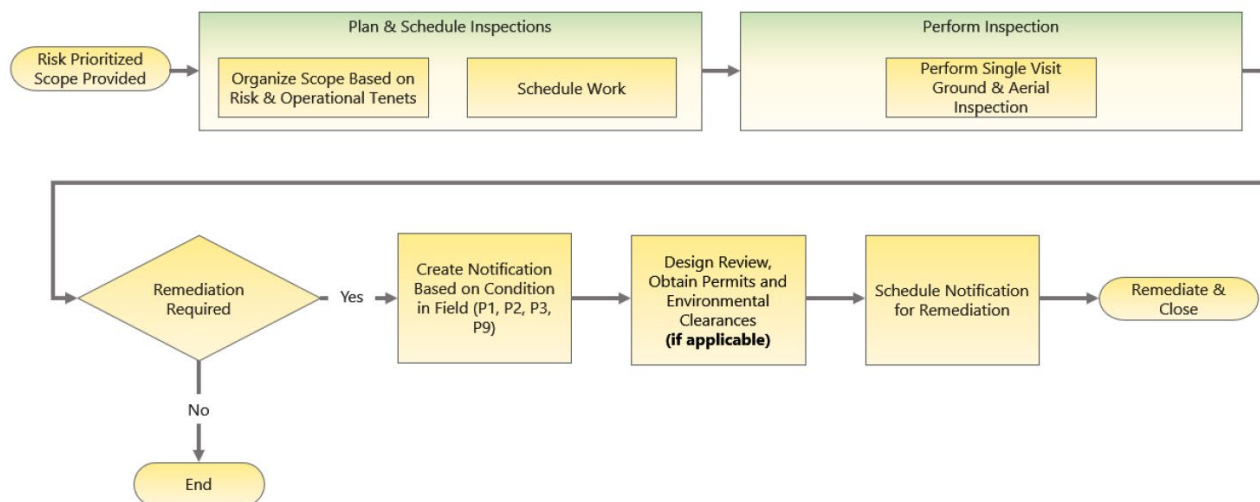 Plan & Schedule Inspections
Perform Inspection
Risk Prioritized
Scope Provided
Organize Scope Based on
Risk & Operational Tenets
Schedule Work
Perform Single Visit
Ground & Aerial
Inspection
Remediation
Required
Yes
Create Notification
Based on Condition
in Field (P1, P2, P3,
P9)
Design Review,
Obtain Permits and
Environmental
Clearances
(if applicable)
Schedule Notification
for Remediation
Remediate &
Close
No
End